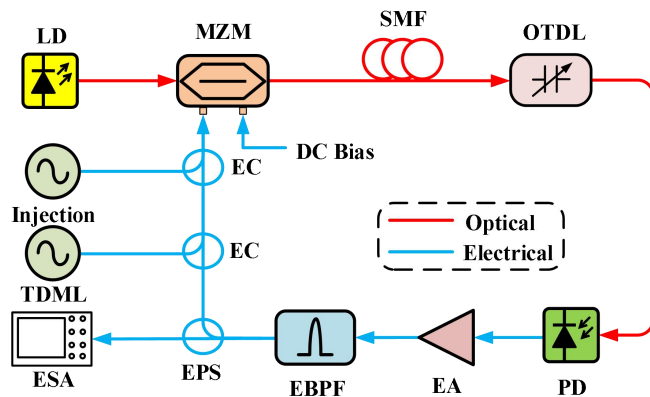 LD
MZM
SMF
OTDL
DC Bias
EC
Injection
EC
TDML
Optical
Electrical
ESA
EPS
EBPF
EA
PD